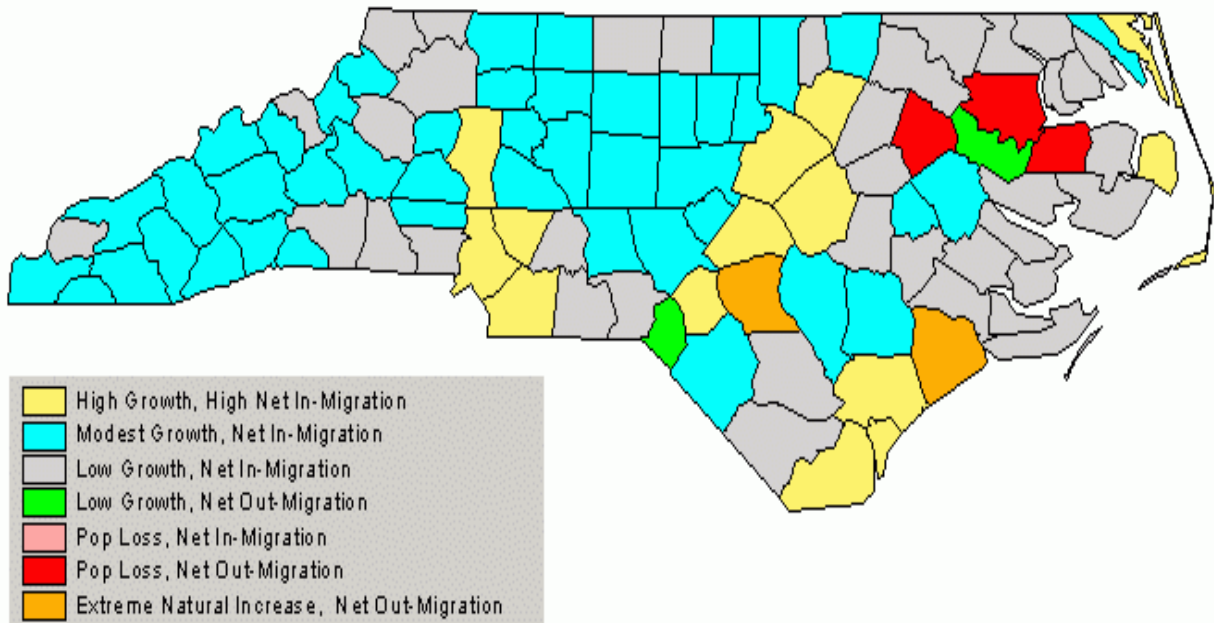 High Growth, High Net In-Migration
Modest Growth, Net In-Migration
Low Growth, Net In-Migration
Low Growth, Net Out-Migration
Pop Loss, Net In-Migration
Pop Loss, Net Out-Migration
Extreme Natural Increase, Net Out-Migration